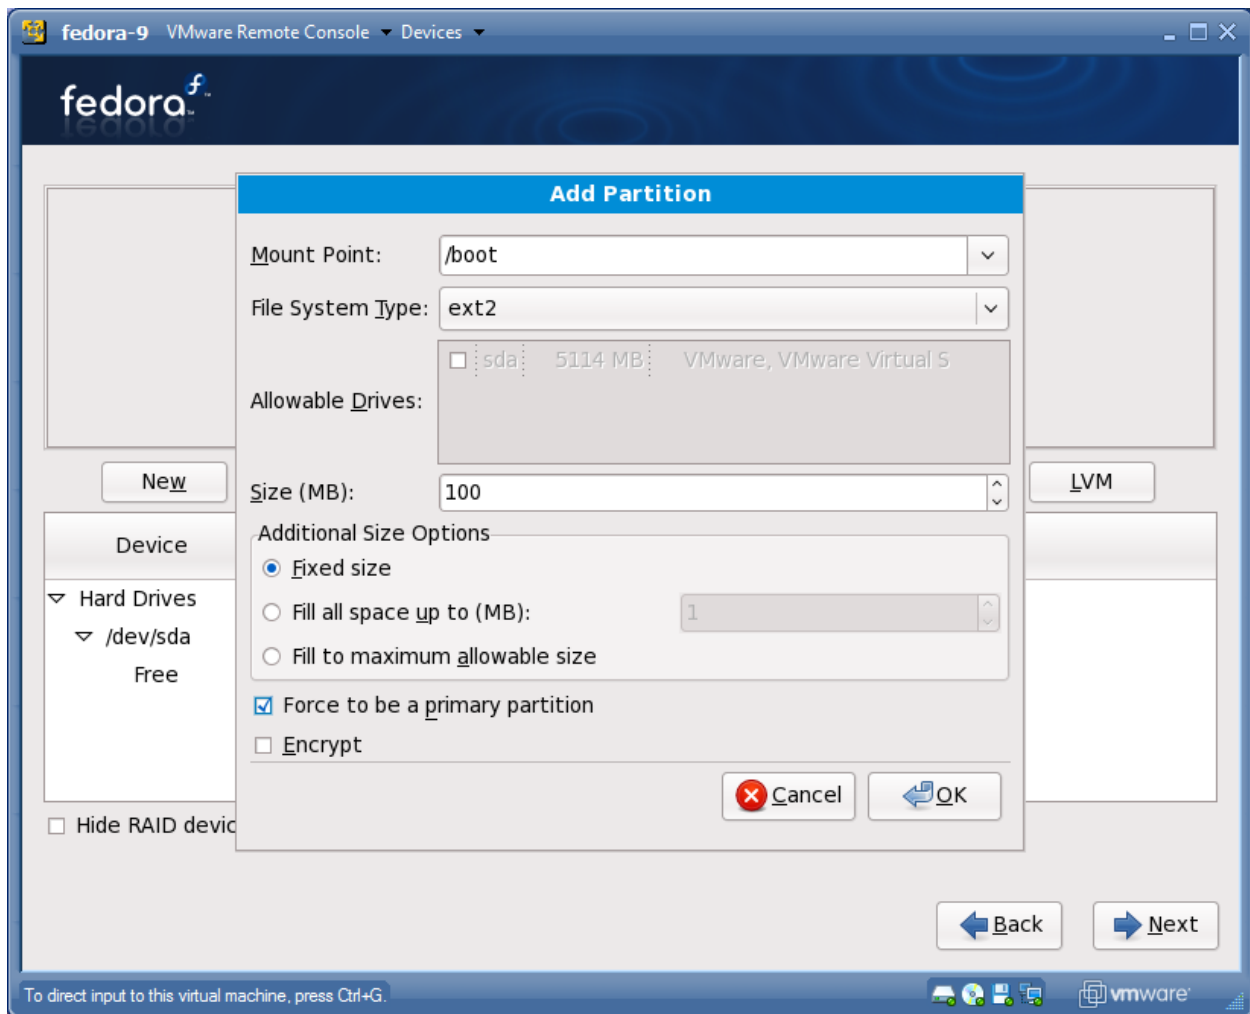 fedora-9 VMware Remote Console Devices
fedora
Add Partition
Mount Point: /boot
File System Type: ext2
sda 5114 MB VMware, VMware Virtual S
Allowable Drives:
New
LVM
Size (MB): 100
Additional Size Options
Device
Fixed size
Hard Drives
Fill all space up to (MB): 1
/dev/sda
Fill to maximum allowable size
Free
Force to be a primary partition
Encrypt
Cancel OK
Hide RAID devic
Back Next
To direct input to this virtual machine, press Ctrl+G.
vmware